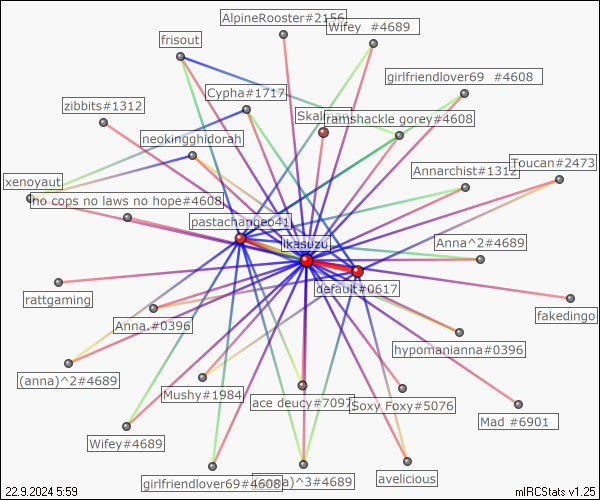 AlpineRooster#2156
Wifey #4689
frisout
girlfriendlover69 #4608
Cypha#1717
zibbits#1312
ramshackle gorey#4608
neokingghidorah
Toucan#2473
Annarchist#1312
xenoyaut
no cops no laws no hope#4608
pastachangeo41
ikasuzu
Anna^2#4689
default#0617
rattgaming
fakedingo
Anna.#0396
hypomanianna#0396
(anna)^2#4689
Mushy#1984
ace deucy#7097
Soxy Foxy#5076
Mad #6901
Wifey#4689
avelicious
girlfriendlover69#4608
)^3#4689
22.9.2024 5:59
mIRCStats v1.25